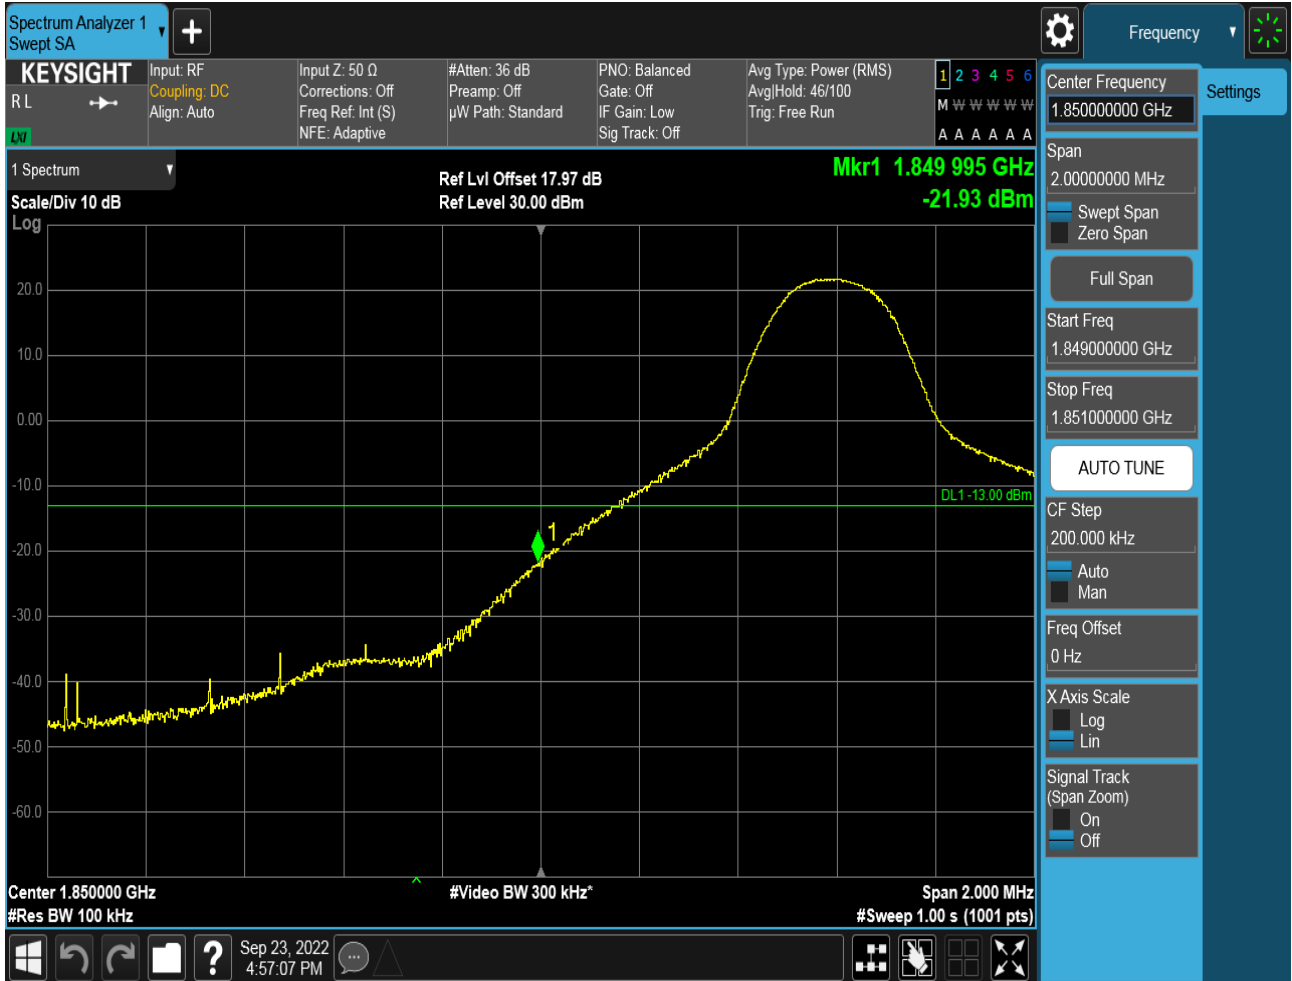 Spectrum Analyzer 1
Swept SA
Frequency
KEYSIGHT
R L
LXI
Input: RF
Coupling: DC
Align: Auto
Input Z: 50 Ω
Corrections: Off
Freq Ref: Int (S)
NFE: Adaptive
#Atten: 36 dB
Preamp: Off
µW Path: Standard
PNO: Balanced
Gate: Off
IF Gain: Low
Sig Track: Off
Avg Type: Power (RMS)
Avg|Hold: 46/100
Trig: Free Run
1 2 3 4 5 6
M W W W W W
A A A A A A
1 Spectrum
Scale/Div 10 dB
Log
Ref Lvl Offset 17.97 dB
Ref Level 30.00 dBm
Mkr1 1.849 995 GHz
-21.93 dBm
20.0
10.0
0.00
-10.0
-20.0
-30.0
-40.0
-50.0
-60.0
DL1 -13.00 dBm
1
Center 1.850000 GHz
#Res BW 100 kHz
#Video BW 300 kHz*
Span 2.000 MHz
#Sweep 1.00 s (1001 pts)
Sep 23, 2022
4:57:07 PM
Center Frequency
1.850000000 GHz
Settings
Span
2.00000000 MHz
Swept Span
Zero Span
Full Span
Start Freq
1.849000000 GHz
Stop Freq
1.851000000 GHz
AUTO TUNE
CF Step
200.000 kHz
Auto
Man
Freq Offset
0 Hz
X Axis Scale
Log
Lin
Signal Track
(Span Zoom)
On
Off